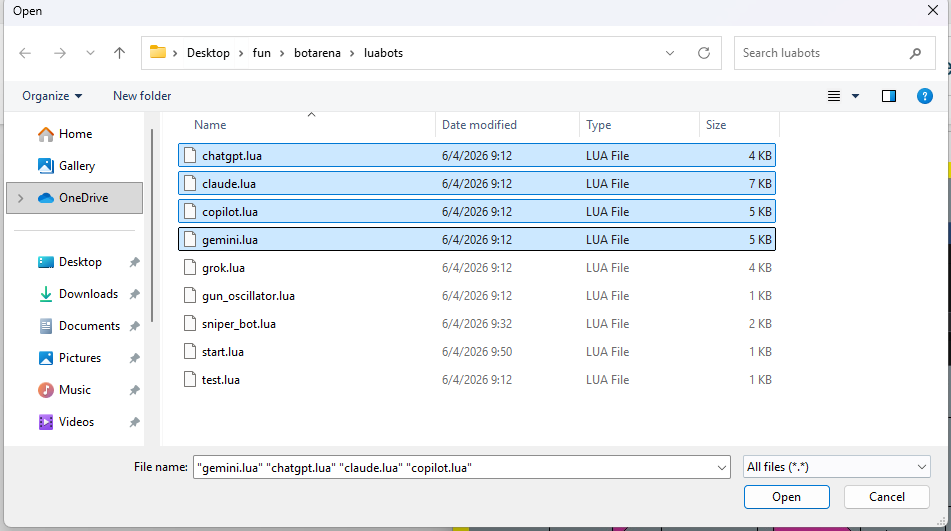 Open
Desktop > fun > botarena > luabots
Search luabots
Organize
New folder
Name Date modified Type Size
Home
Gallery
OneDrive
Desktop
Downloads
Documents
Pictures
Music
Videos
chatgpt.lua 6/4/2026 9:12 LUA File 4 KB
claude.lua 6/4/2026 9:12 LUA File 7 KB
copilot.lua 6/4/2026 9:12 LUA File 5 KB
gemini.lua 6/4/2026 9:12 LUA File 5 KB
grok.lua 6/4/2026 9:12 LUA File 4 KB
gun_oscillator.lua 6/4/2026 9:12 LUA File 1 KB
sniper_bot.lua 6/4/2026 9:32 LUA File 2 KB
start.lua 6/4/2026 9:50 LUA File 1 KB
test.lua 6/4/2026 9:12 LUA File 1 KB
File name: "gemini.lua" "chatgpt.lua" "claude.lua" "copilot.lua"
All files (*.*)
Open
Cancel